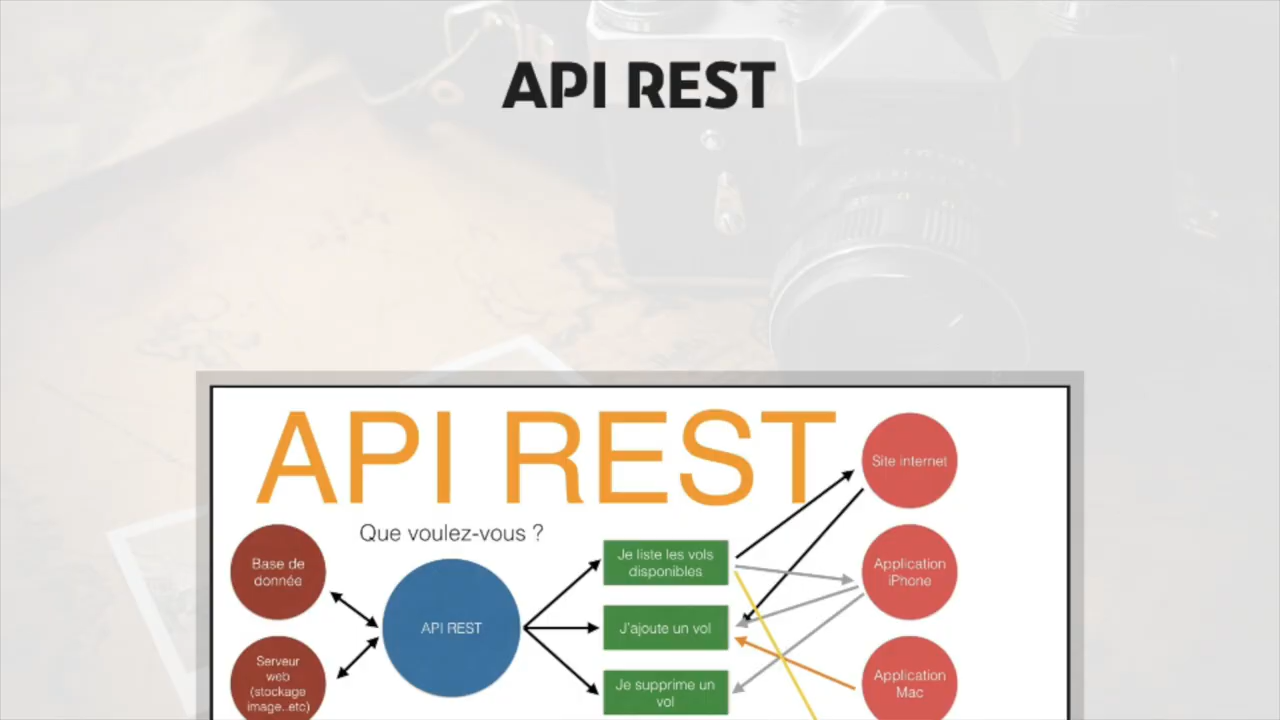 API REST
API REST
Que voulez-vous ?
Base de
donnée
Serveur
web
(stockage
image..etc)
API REST
Je liste les vols
disponibles
J'ajoute un vol
Je supprime un
vol
Site internet
Application
iPhone
Application
Mac